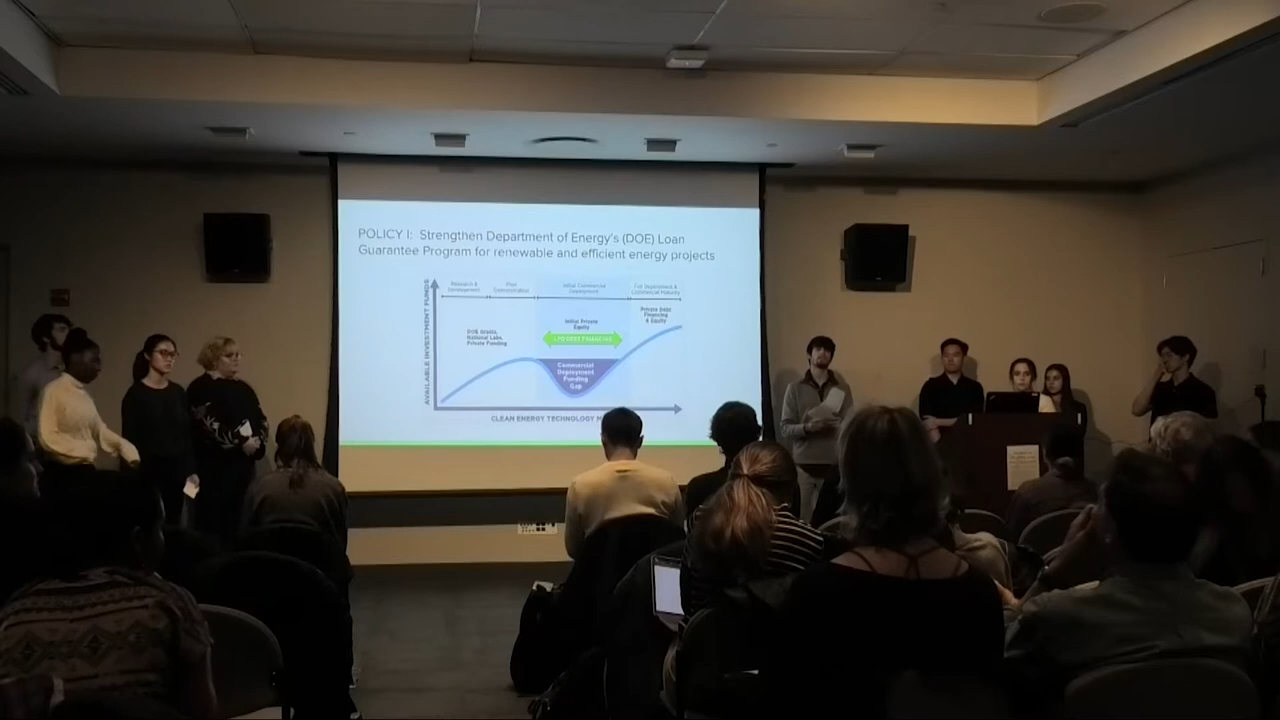 POLICY I:  Strengthen Department of Energy's (DOE) Loan
Guarantee Program for renewable and efficient energy projects
Research &
Development
Pilot
Demonstration
Initial Commercial
Deployment
Full Deployment &
Commercial Maturity
AVAILABLE INVESTMENT FUNDS
DOE Grants,
National Labs,
Private Funding
Initial Private
Equity
Private Debt
Financing
& Equity
FINANCING
Commercial
Deployment
Funding
Gap
CLEAN ENERGY TECHNOLOGY M